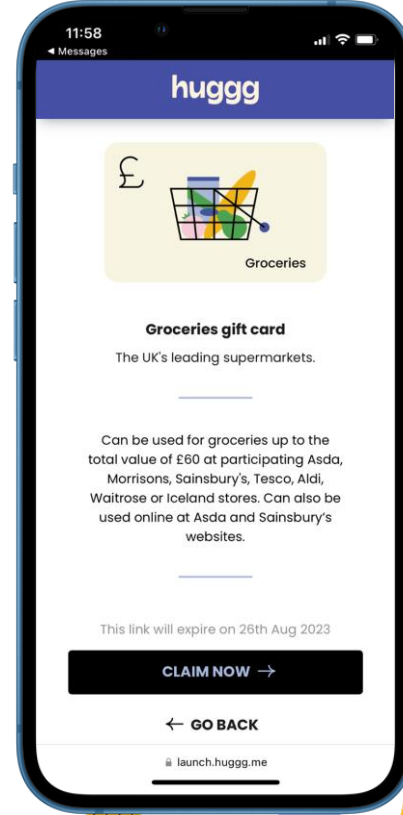 11:58
◀ Messages
huggg
£
Groceries
Groceries gift card
The UK's leading supermarkets.
Can be used for groceries up to the
total value of £60 at participating Asda,
Morrisons, Sainsbury's, Tesco, Aldi,
Waitrose or Iceland stores. Can also be
used online at Asda and Sainsbury’s
websites.
This link will expire on 26th Aug 2023
CLAIM NOW →
← GO BACK
launch.huggg.me